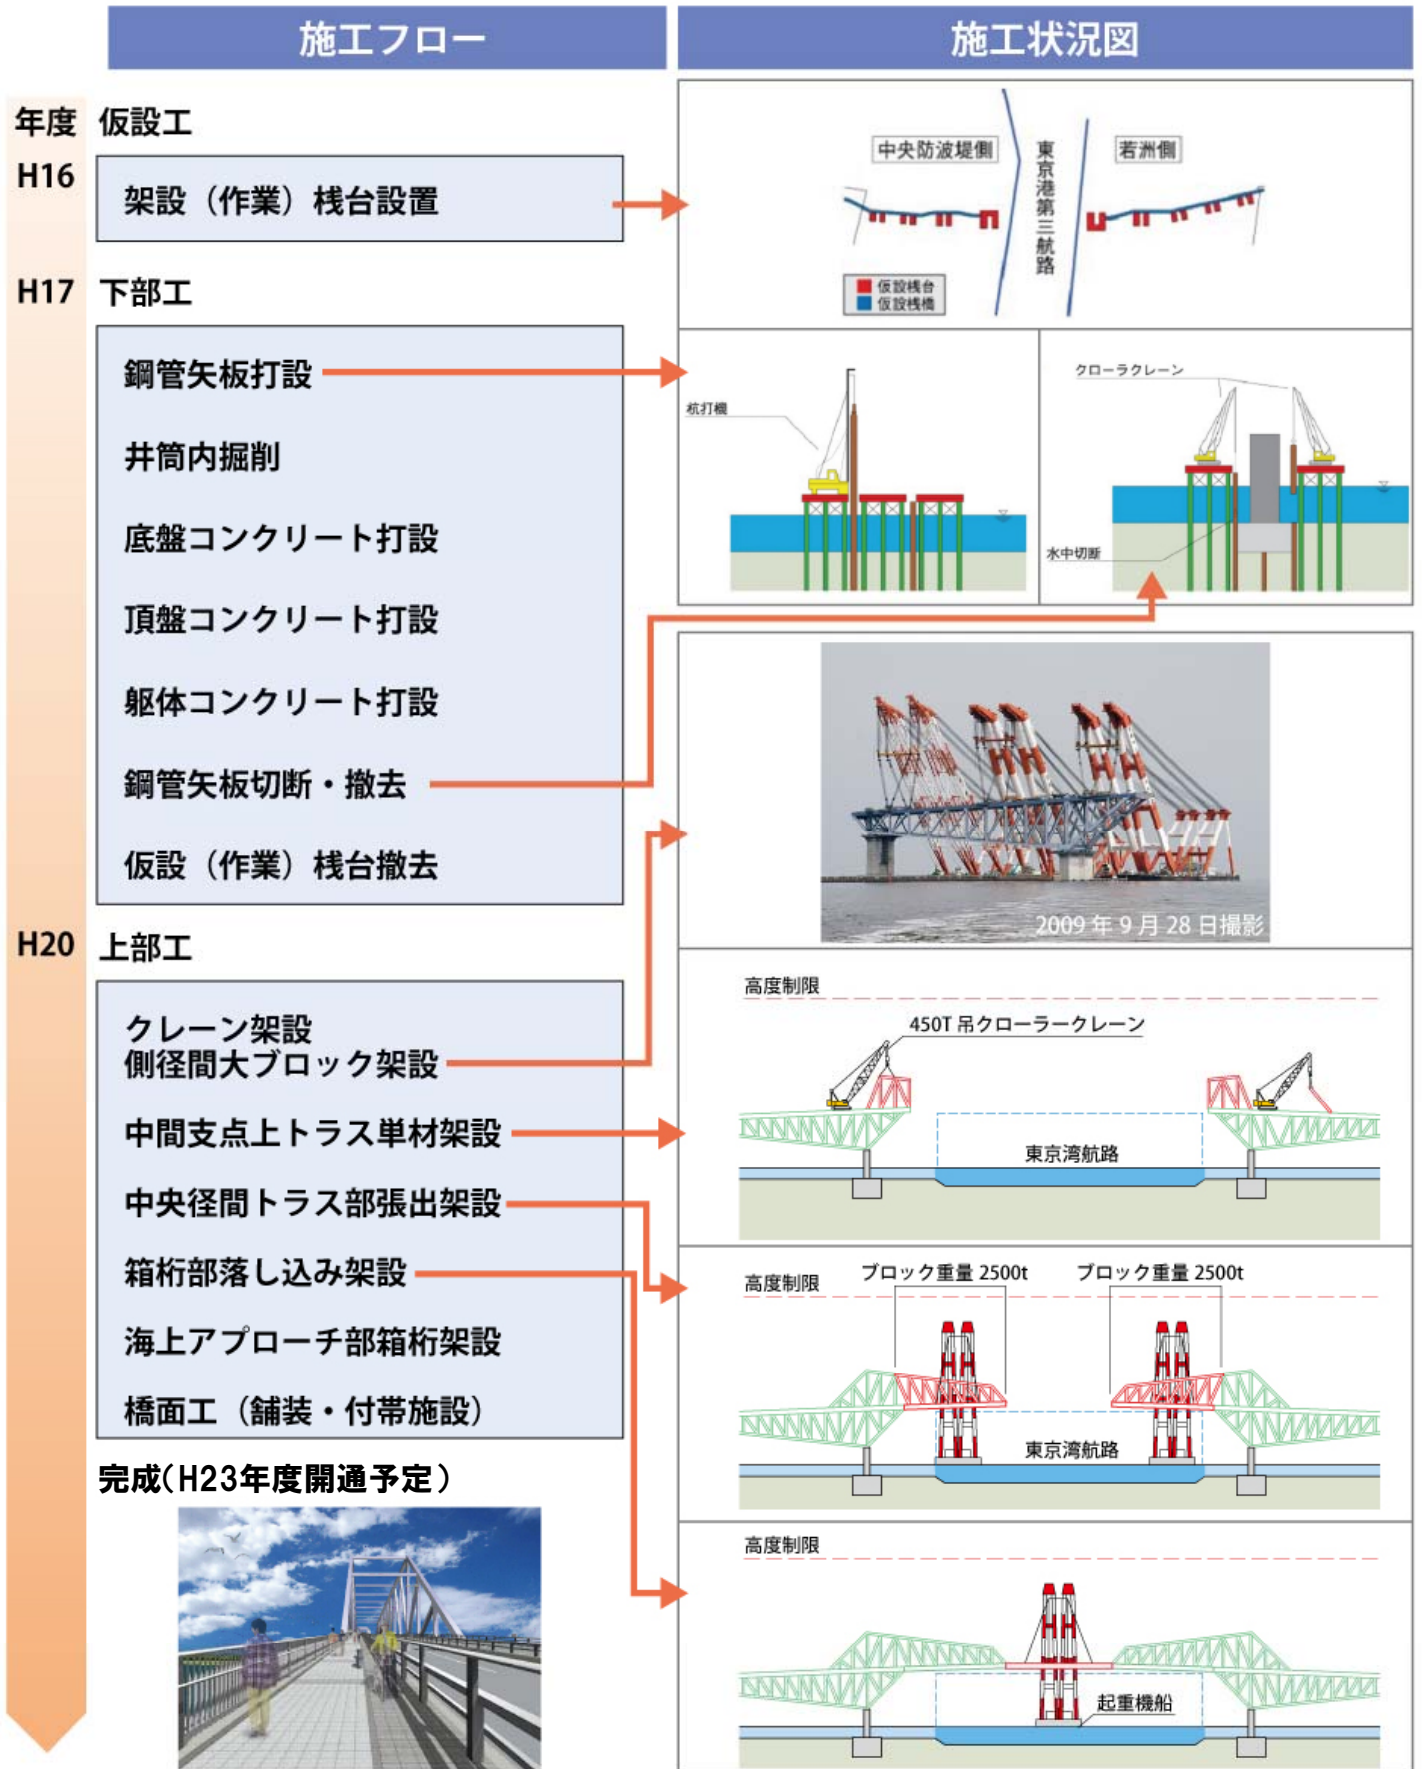 施工フロー
施工状況図
年度
仮設工
H16
架設（作業）桟台設置
H17
下部工
鋼管矢板打設
井筒内掘削
底盤コンクリート打設
頂盤コンクリート打設
躯体コンクリート打設
鋼管矢板切断・撤去
仮設（作業）桟台撤去
H20
上部工
クレーン架設
側径間大ブロック架設
中間支点上トラス単材架設
中央径間トラス部張出架設
箱桁部落し込み架設
海上アプローチ部箱桁架設
橋面工（舗装・付帯施設）
完成（H23年度開通予定）
中央防波堤側
東京港第三航路
若洲側
仮設桟台
仮設桟橋
杭打機
クローラクレーン
水中切断
2009 年 9 月 28 日撮影
高度制限
450T 吊クローラークレーン
東京湾航路
高度制限
ブロック重量 2500t
ブロック重量 2500t
東京湾航路
高度制限
起重機船